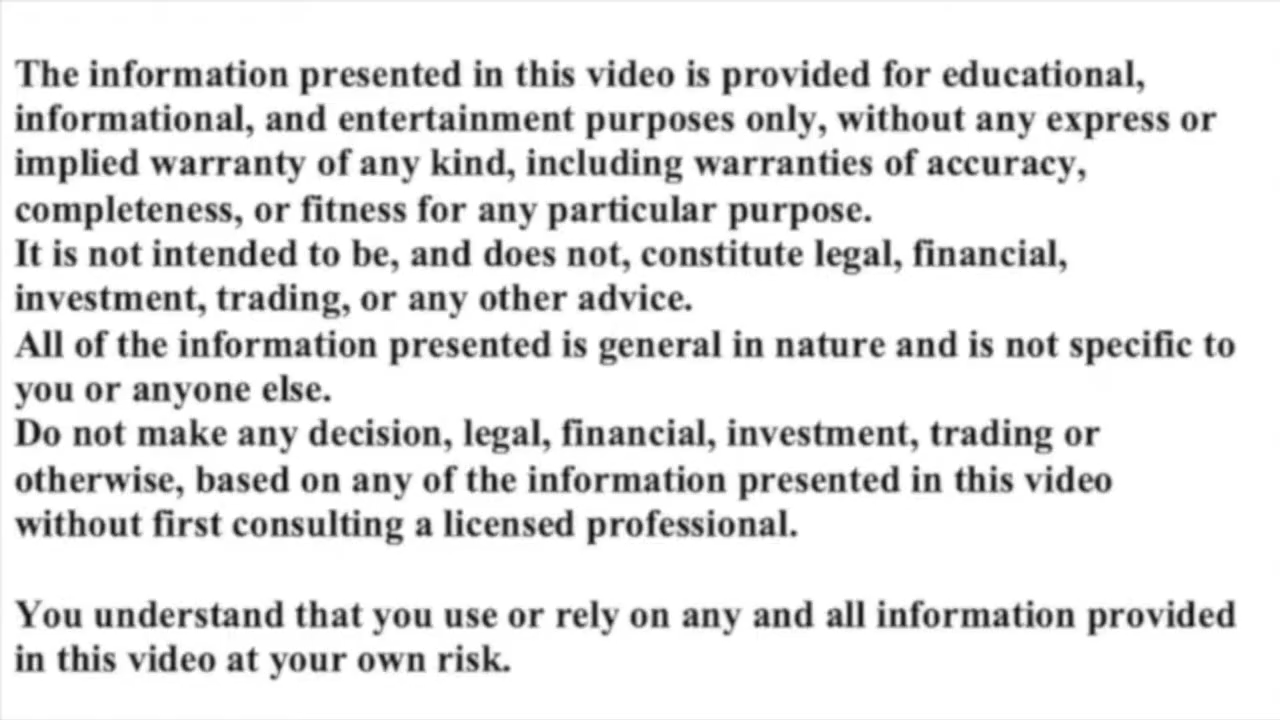 The information presented in this video is provided for educational,
informational, and entertainment purposes only, without any express or
implied warranty of any kind, including warranties of accuracy,
completeness, or fitness for any particular purpose.
It is not intended to be, and does not, constitute legal, financial,
investment, trading, or any other advice.
All of the information presented is general in nature and is not specific to
you or anyone else.
Do not make any decision, legal, financial, investment, trading or
otherwise, based on any of the information presented in this video
without first consulting a licensed professional.
You understand that you use or rely on any and all information provided
in this video at your own risk.